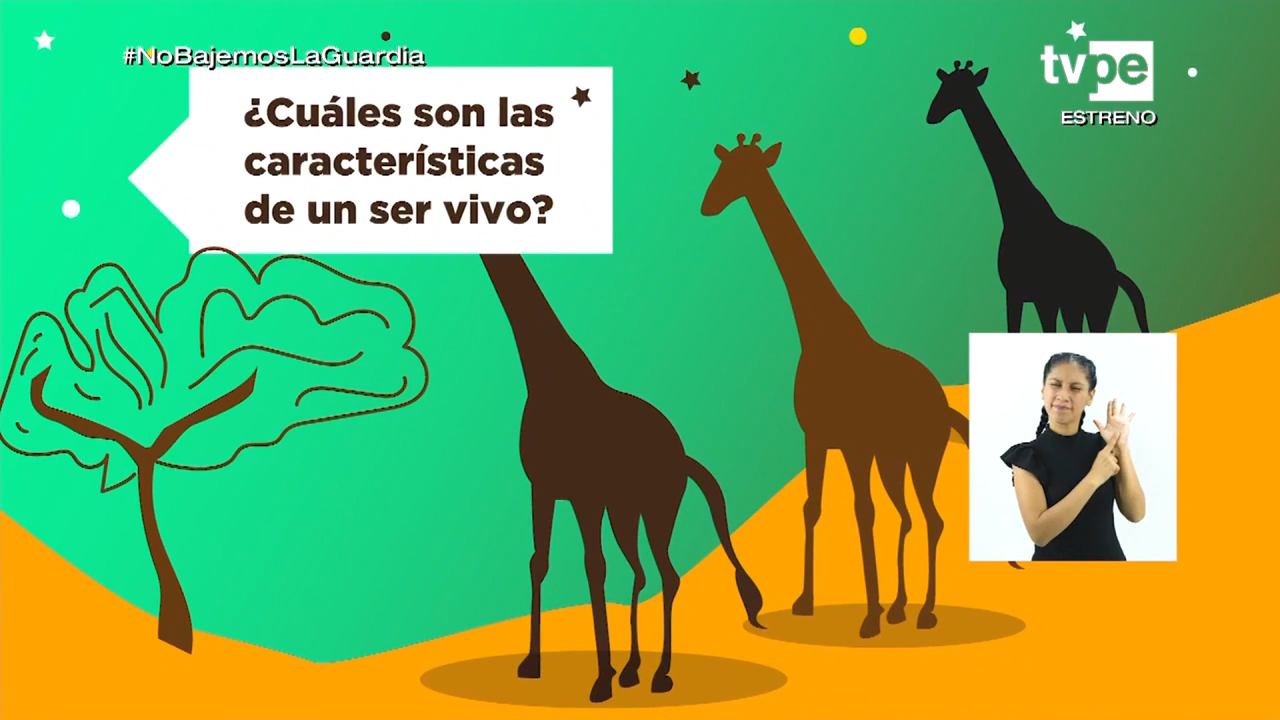 #NoBajemosLaGuardia
¿Cuáles son las
características
de un ser vivo?
tvpe
ESTRENO